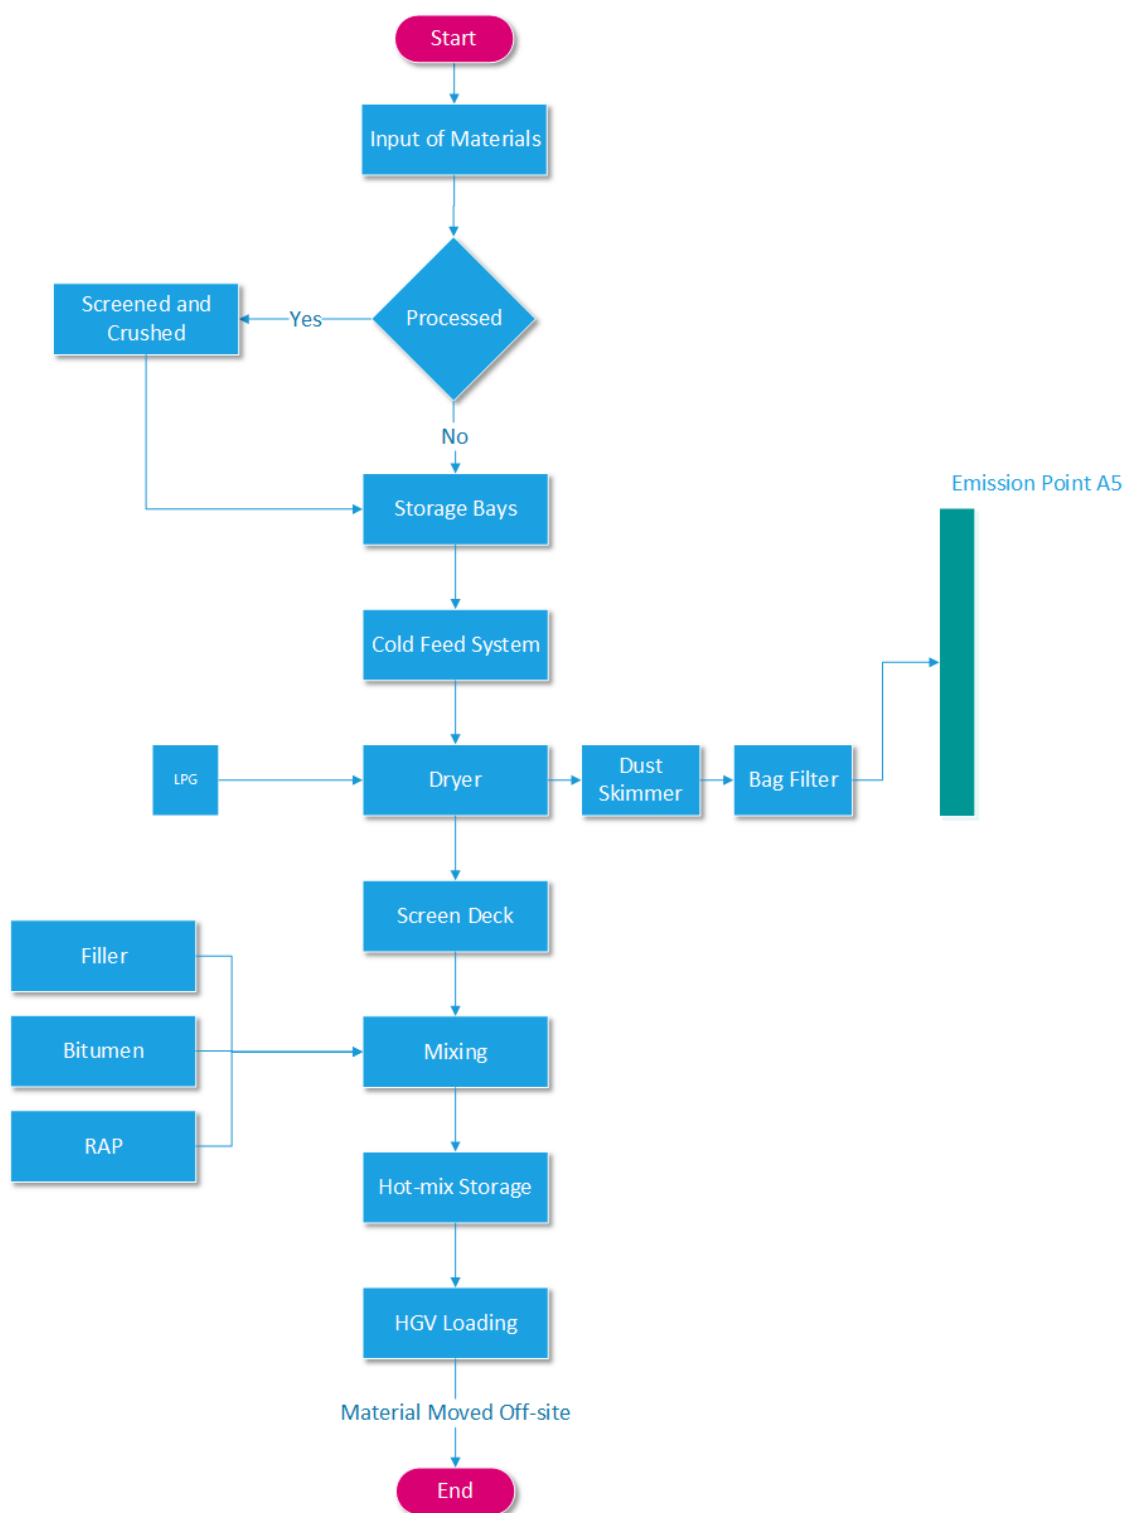 Start
Input of Materials
Screened and
Crushed
Yes
Processed
No
Storage Bays
Emission Point A5
Cold Feed System
LPG
Dryer
Dust
Skimmer
Bag Filter
Screen Deck
Filler
Bitumen
Mixing
RAP
Hot-mix Storage
HGV Loading
Material Moved Off-site
End